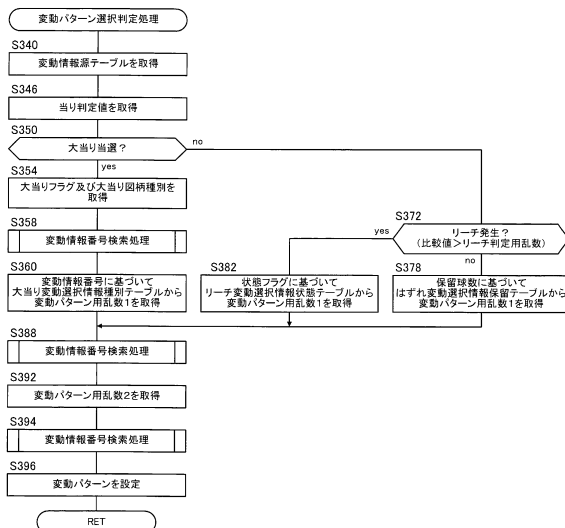 変動パターン選択判定処理
S340
変動情報源テーブルを取得
S346
当り判定値を取得
S350
大当り当選？
no
yes
S354
大当りフラグ及び大当り図柄種別を
取得
S358
変動情報番号検索処理
S360
変動情報番号に基づいて
大当り変動選択情報種別テーブルから
変動パターン用乱数1を取得
S372
リーチ発生？
（比較値＞リーチ判定用乱数）
yes
no
S382
状態フラグに基づいて
リーチ変動選択情報状態テーブルから
変動パターン用乱数1を取得
S378
保留球数に基づいて
はずれ変動選択情報保留テーブルから
変動パターン用乱数1を取得
S388
変動情報番号検索処理
S392
変動パターン用乱数2を取得
S394
変動情報番号検索処理
S396
変動パターンを設定
RET